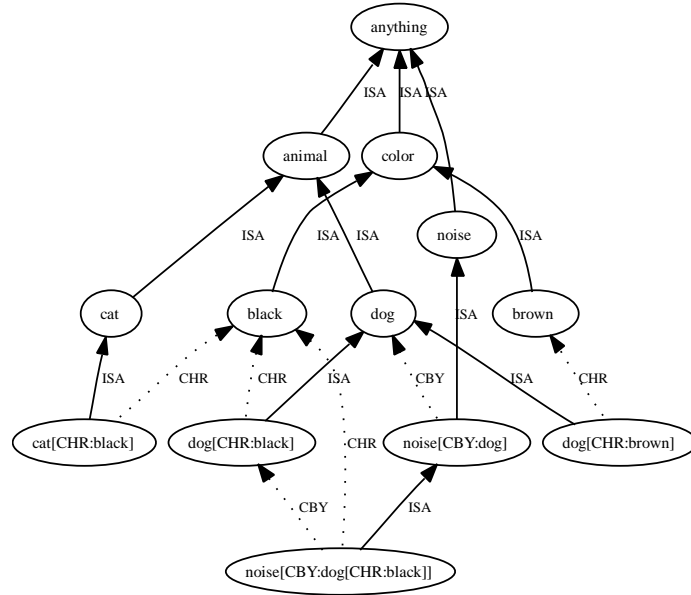 anything
ISA ISA ISA
animal color
noise
ISA ISA ISA ISA
cat black dog brown
ISA
ISA CHR CHR ISA CBY ISA CHR
cat[CHR:black] dog[CHR:black] noise[CBY:dog] dog[CHR:brown]
CHR
CBY ISA
noise[CBY:dog[CHR:black]]